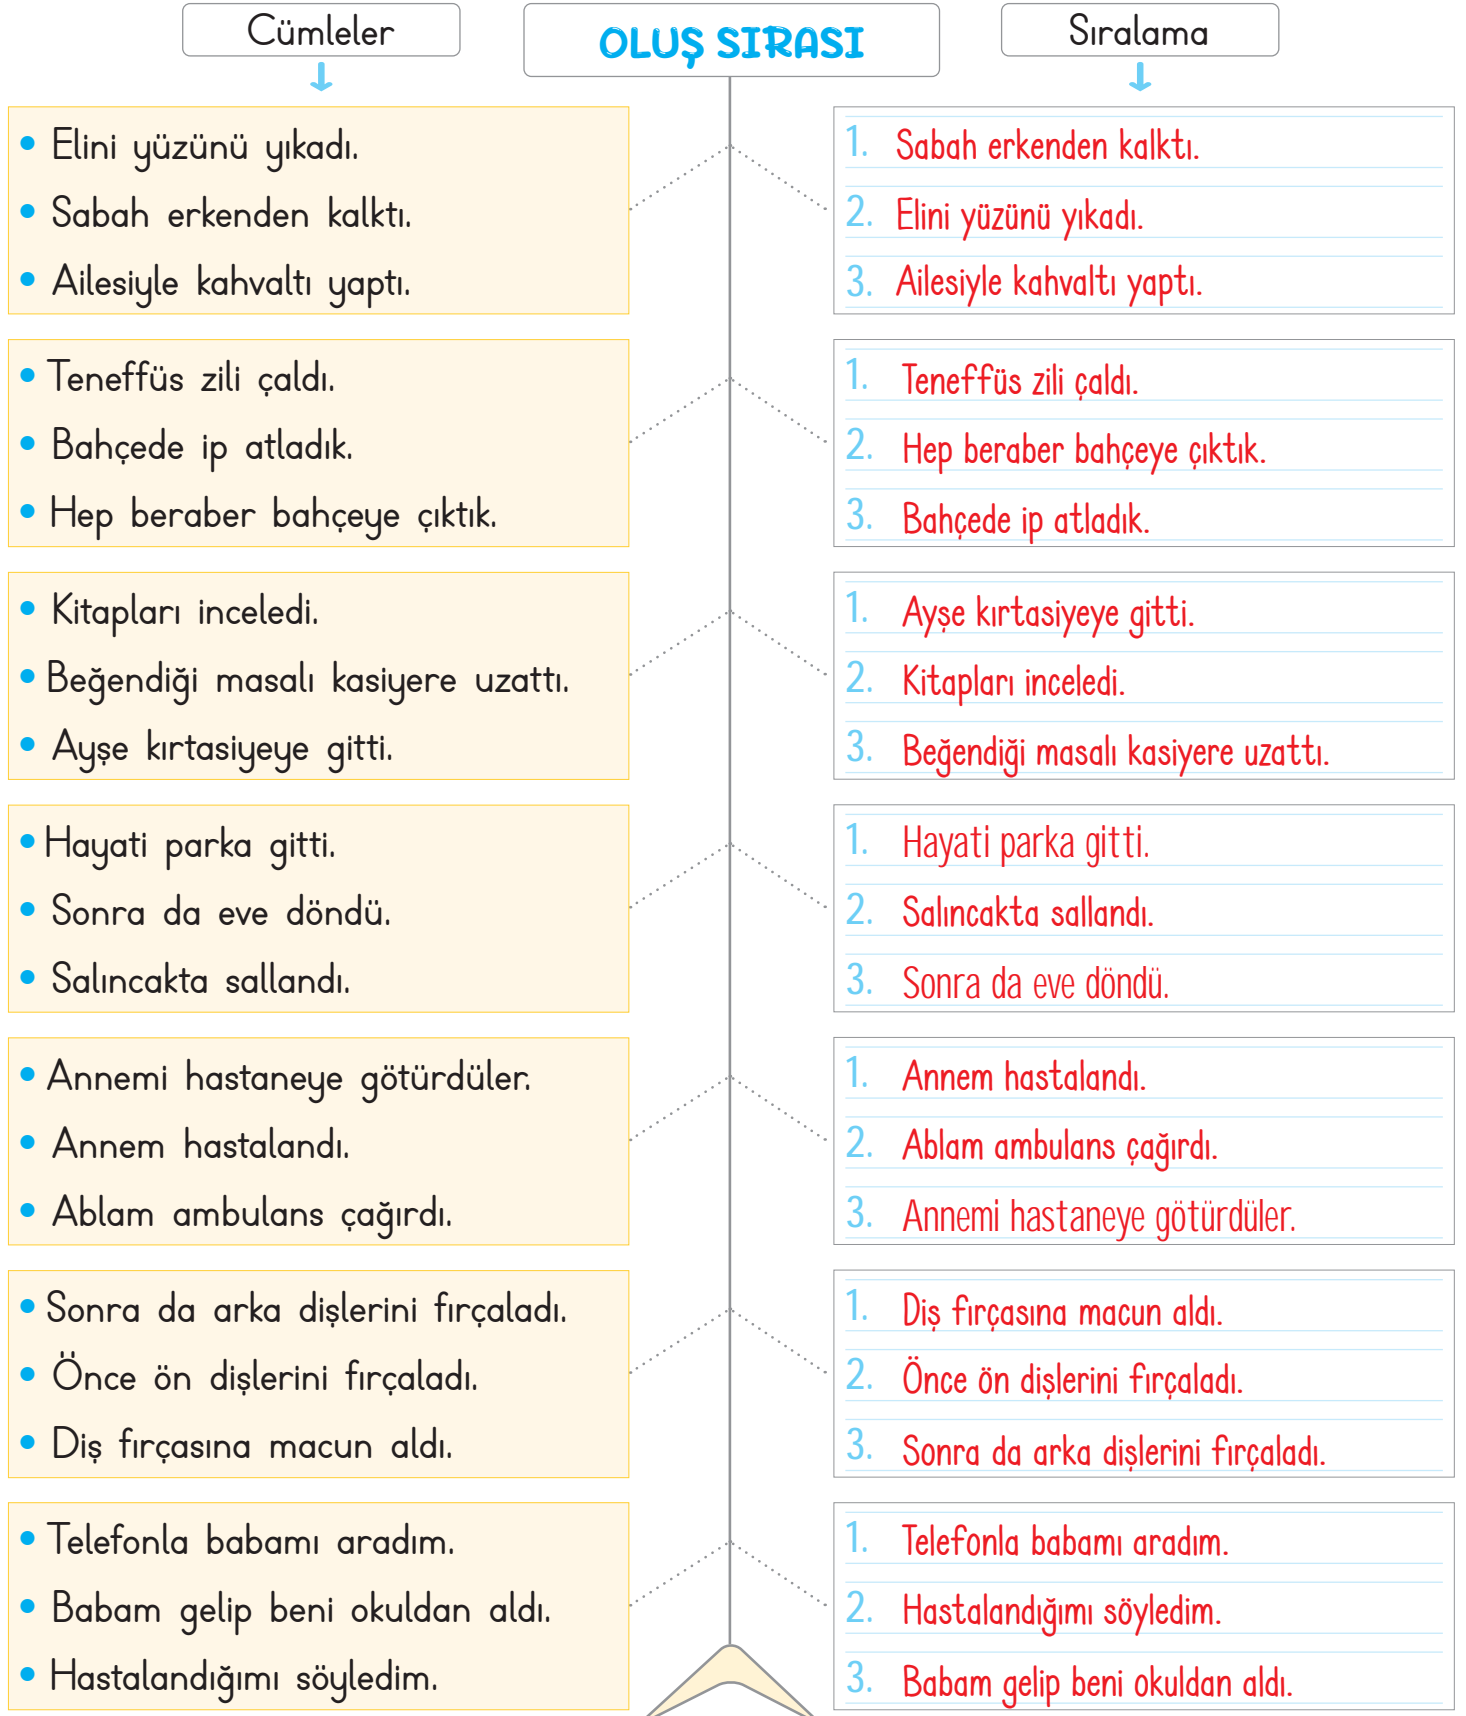 Cümleler
OLUŞ SIRASI
Sıralama
• Elini yüzünü yıkadı.
• Sabah erkenden kalktı.
• Ailesiyle kahvaltı yaptı.
1. Sabah erkenden kalktı.
2. Elini yüzünü yıkadı.
3. Ailesiyle kahvaltı yaptı.
• Teneffüs zili çaldı.
• Bahçede ip atladık.
• Hep beraber bahçeye çıktık.
1. Teneffüs zili çaldı.
2. Hep beraber bahçeye çıktık.
3. Bahçede ip atladık.
• Kitapları inceledi.
• Beğendiği masalı kasiyere uzattı.
• Ayşe kırtasiyeye gitti.
1. Ayşe kırtasiyeye gitti.
2. Kitapları inceledi.
3. Beğendiği masalı kasiyere uzattı.
• Hayati parka gitti.
• Sonra da eve döndü.
• Salıncakta sallandı.
1. Hayati parka gitti.
2. Salıncakta sallandı.
3. Sonra da eve döndü.
• Annemi hastaneye götürdüler.
• Annem hastalandı.
• Ablam ambulans çağırdı.
1. Annem hastalandı.
2. Ablam ambulans çağırdı.
3. Annemi hastaneye götürdüler.
• Sonra da arka dişlerini fırçaladı.
• Önce ön dişlerini fırçaladı.
• Diş fırçasına macun aldı.
1. Diş fırçasına macun aldı.
2. Önce ön dişlerini fırçaladı.
3. Sonra da arka dişlerini fırçaladı.
• Telefonla babamı aradım.
• Babam gelip beni okuldan aldı.
• Hastalandığımı söyledim.
1. Telefonla babamı aradım.
2. Hastalandığımı söyledim.
3. Babam gelip beni okuldan aldı.